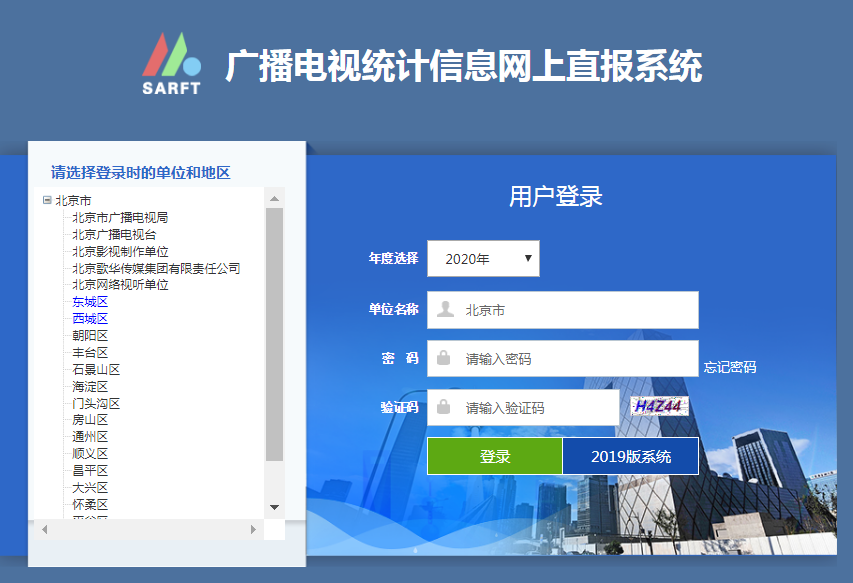 SARFT
广播电视统计信息网上直报系统
请选择登录时的单位和地区
北京市
北京市广播电视局
北京广播电视台
北京影视制作单位
北京歌华传媒集团有限责任公司
北京网络视听单位
东城区
西城区
朝阳区
丰台区
石景山区
海淀区
门头沟区
房山区
通州区
顺义区
昌平区
大兴区
怀柔区
用户登录
年度选择 2020年
单位名称 北京市
密 码 请输入密码 忘记密码
验证码 请输入验证码 H4Z44
登录 2019版系统